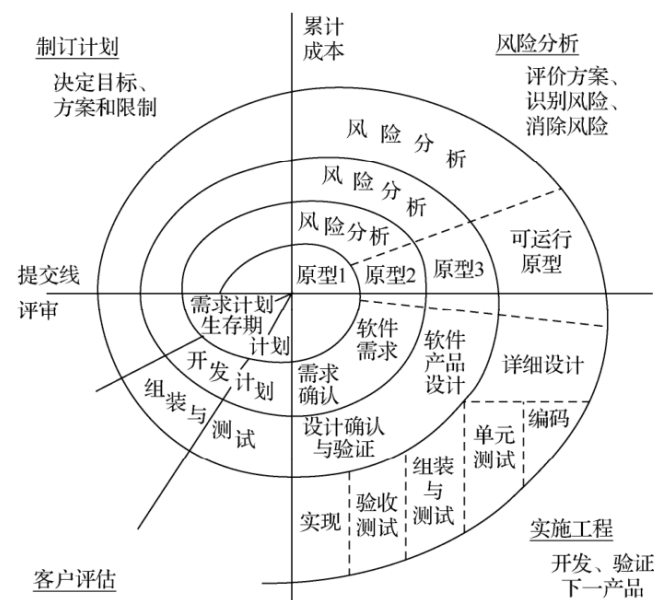 制订计划
决定目标、
方案和限制
累计
成本
风险分析
评价方案、
识别风险、
消除风险
风险分析
风险分析
风险分析
原型1
原型2
原型3
可运行
原型
提交线
评审
需求计划
生存期
计划
开发计划
组装与测试
软件
需求
需求
确认
软件
产品
设计
设计确认
与验证
详细设计
编码
单元
测试
组装
与
测试
验收
测试
实现
实施工程
开发、验证
下一产品
客户评估